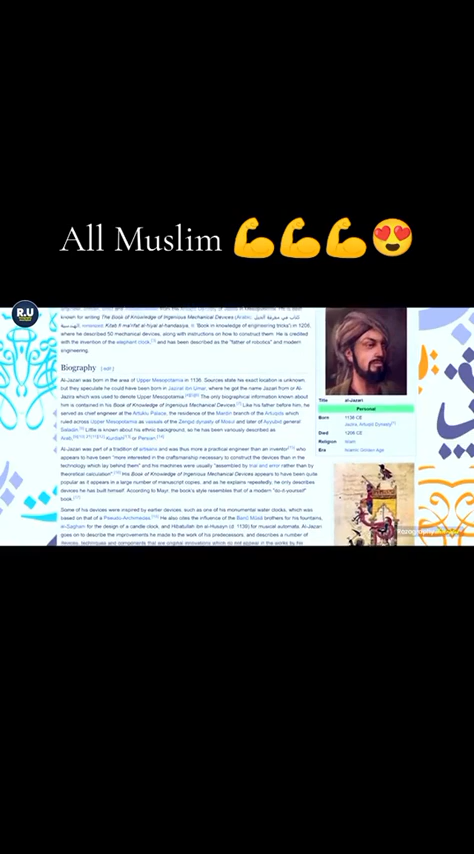 All Muslim 💪💪💪😍
R.U
known for writing The Book of Knowledge of Ingenious Mechanical Devices (Arabic: كتاب في معرفة الحيل
in 1206,
where he described 50 mechanical devices, along with instructions on how to construct them. He is credited
with the invention of the elephant clock, and has been described as the "father of robotics" and modern
engineering.
Biography [edit]
Al-Jazari was born in the area of Upper Mesopotamia in 1136. Sources state his exact location is unknown,
but they speculate he could have been born in Jazirat ibn Umar, where he got the name Jazari from or Al-
Jazira which was used to denote Upper Mesopotamia. The only biographical information known about
him is contained in his Book of Knowledge of Ingenious Mechanical Devices. Like his father before him, he
served as chief engineer at the Artuklu Palace, the residence of the Mardin branch of the Artuqids which
ruled across Upper Mesopotamia as vassals of the Zengid dynasty of Mosul and later of Ayyubid general
Saladin. Little is known about his ethnic background, so he has been variously described as
Arab, Kurdish or Persian.
Al-Jazari was part of a tradition of artisans and was thus more a practical engineer than an inventor who
appears to have been "more interested in the craftsmanship necessary to construct the devices than in the
technology which lay behind them" and his machines were usually "assembled by trial and error rather than by
theoretical calculation". His Book of Knowledge of Ingenious Mechanical Devices appears to have been quite
popular as it appears in a large number of manuscript copies, and as he explains repeatedly, he only describes
devices he has built himself. According to Mayr, the book's style resembles that of a modern "do-it-yourself"
book.
Some of his devices were inspired by earlier devices, such as one of his monumental water clocks, which was
based on that of a Pseudo-Archimedes. He also cites the influence of the Banū Mūsā brothers for his fountains,
al-Saghani for the design of a candle clock, and Hibatullah ibn al-Husayn (d. 1139) for musical automata. Al-Jazari
goes on to describe the improvements he made to the work of his predecessors, and describes a number of
devices, techniques and components that are original innovations which do not appear in the works by his
Title al-Jazari
Personal
Born 1136 CE
Jazira, Artuqid Dynasty
Died 1206 CE
Religion Islam
Era Islamic Golden Age